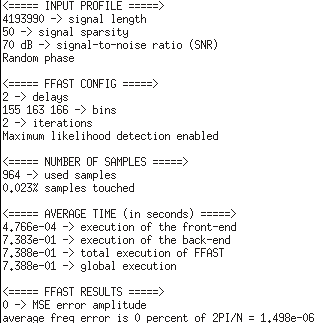 <===== INPUT PROFILE =====>
4193990 -> signal length
50 -> signal sparsity
70 dB -> signal-to-noise ratio (SNR)
Random phase
<===== FFAST CONFIG =====>
2 -> delays
155 163 166 -> bins
2 -> iterations
Maximum likelihood detection enabled
<===== NUMBER OF SAMPLES =====>
964 -> used samples
0.023% samples touched
<===== AVERAGE TIME (in seconds) =====>
4.766e-04 -> execution of the front-end
7.383e-01 -> execution of the back-end
7.388e-01 -> total execution of FFAST
7.388e-01 -> global execution
<===== FFAST RESULTS =====>
0 -> MSE error amplitude
average freq error is 0 percent of 2PI/N = 1.498e-06